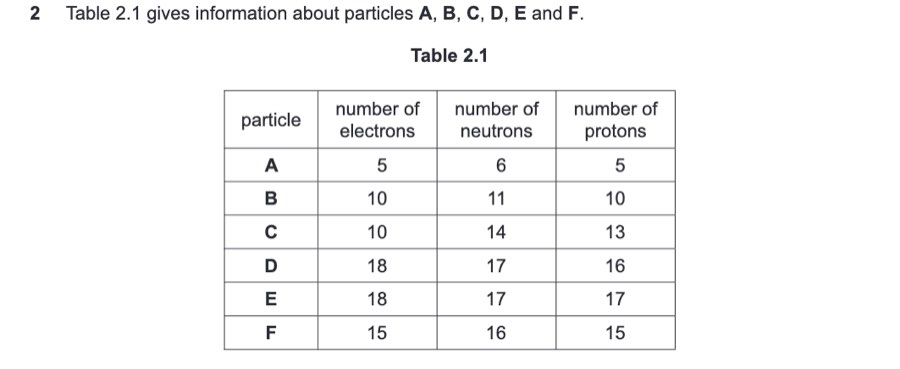 2 Table 2.1 gives information about particles A, B, C, D, E and F.
Table 2.1
particle number of electrons number of neutrons number of protons
A 5 6 5
B 10 11 10
C 10 14 13
D 18 17 16
E 18 17 17
F 15 16 15